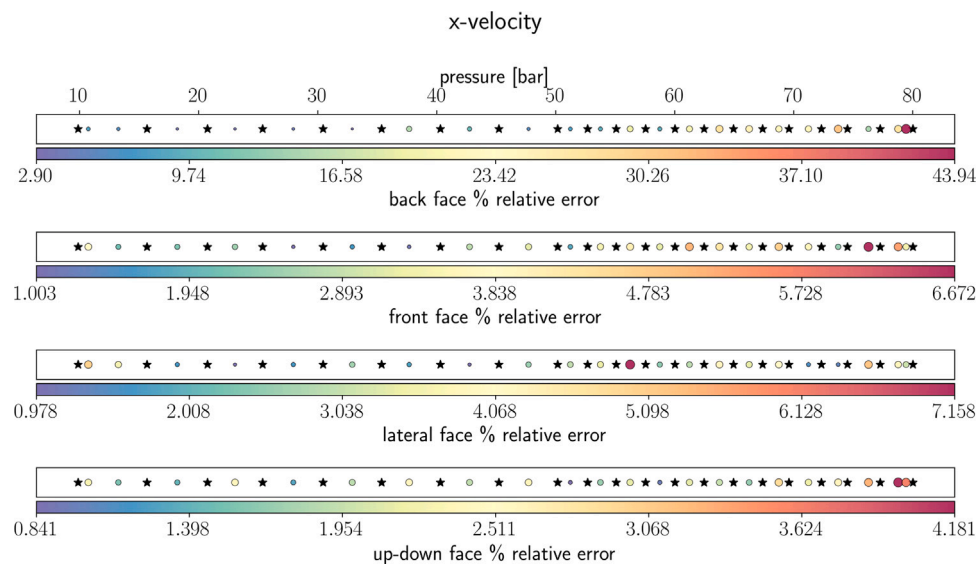 x-velocity
pressure [bar]
10 20 30 40 50 60 70 80
2.90 9.74 16.58 23.42 30.26 37.10 43.94
back face % relative error
1.003 1.948 2.893 3.838 4.783 5.728 6.672
front face % relative error
0.978 2.008 3.038 4.068 5.098 6.128 7.158
lateral face % relative error
0.841 1.398 1.954 2.511 3.068 3.624 4.181
up-down face % relative error